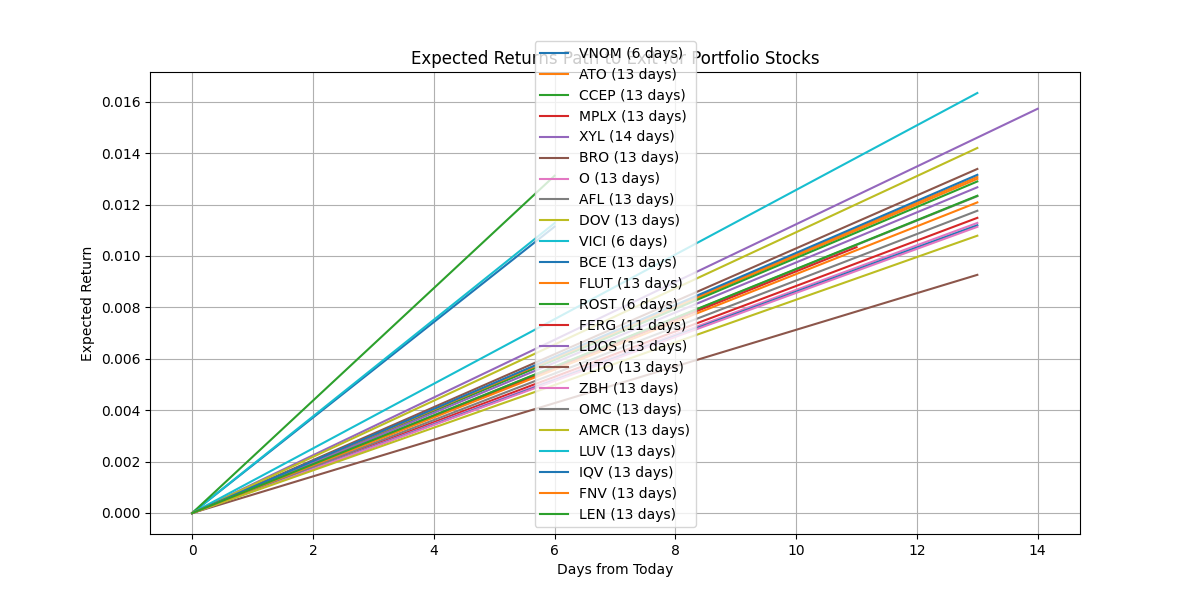 Expected Returns Path to Exit for Portfolio Stocks
VNOM (6 days)
ATO (13 days)
CCEP (13 days)
MPLX (13 days)
XYL (14 days)
BRO (13 days)
O (13 days)
AFL (13 days)
DOV (13 days)
VICI (6 days)
BCE (13 days)
FLUT (13 days)
ROST (6 days)
FERG (11 days)
LDOS (13 days)
VLTO (13 days)
ZBH (13 days)
OMC (13 days)
AMCR (13 days)
LUV (13 days)
IQV (13 days)
FNV (13 days)
LEN (13 days)
Expected Return
0.016
0.014
0.012
0.010
0.008
0.006
0.004
0.002
0.000
0 2 4 6 8 10 12 14
Days from Today